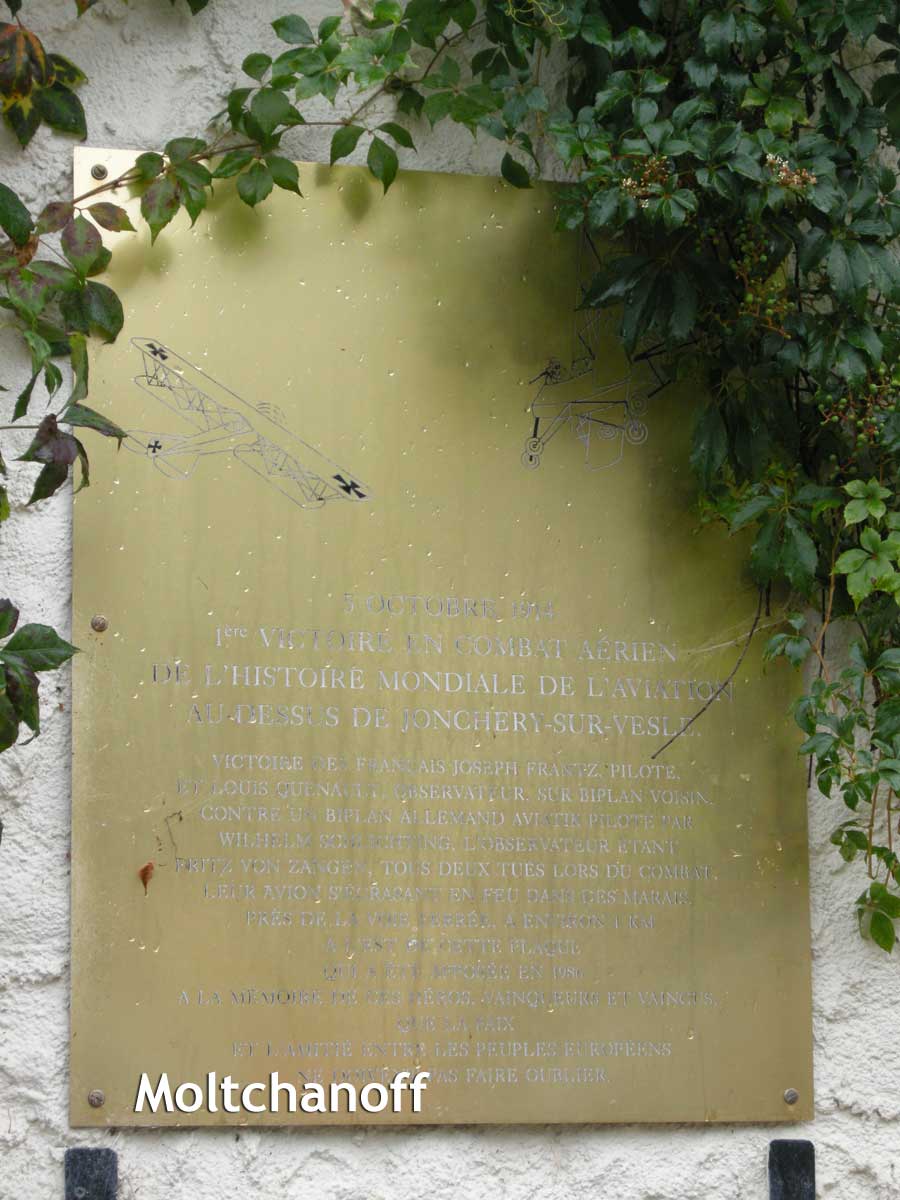 5 OCTOBRE 1914
1ère VICTOIRE EN COMBAT AÉRIEN
DE L'HISTOIRE MONDIALE DE L'AVIATION
AU-DESSUS DE JONCHERY-SUR-VESLE.
VICTOIRE DES FRANÇAIS JOSEPH FRANTZ, PILOTE,
ET LOUIS QUENAULT, OBSERVATEUR, SUR BIPLAN VOISIN,
CONTRE UN BIPLAN ALLEMAND AVIATIK PILOTÉ PAR
WILHELM SCHLICHTING, L'OBSERVATEUR ÉTANT
FRITZ VON ZANGEN, TOUS DEUX TUÉS LORS DU COMBAT,
LEUR AVION S'ÉCRASANT EN FEU DANS DES MARAIS,
PRÈS DE LA VOIE FERRÉE, À ENVIRON 1 KM
À L'EST DE CETTE PLAQUE
QUI A ÉTÉ APPOSÉE EN 1986
A LA MÉMOIRE DE CES HÉROS, VAINQUEURS ET VAINCUS,
QUE LA PAIX
ET L'AMITIÉ ENTRE LES PEUPLES EUROPÉENS
NE DOIVENT PAS FAIRE OUBLIER.
Moltchanoff